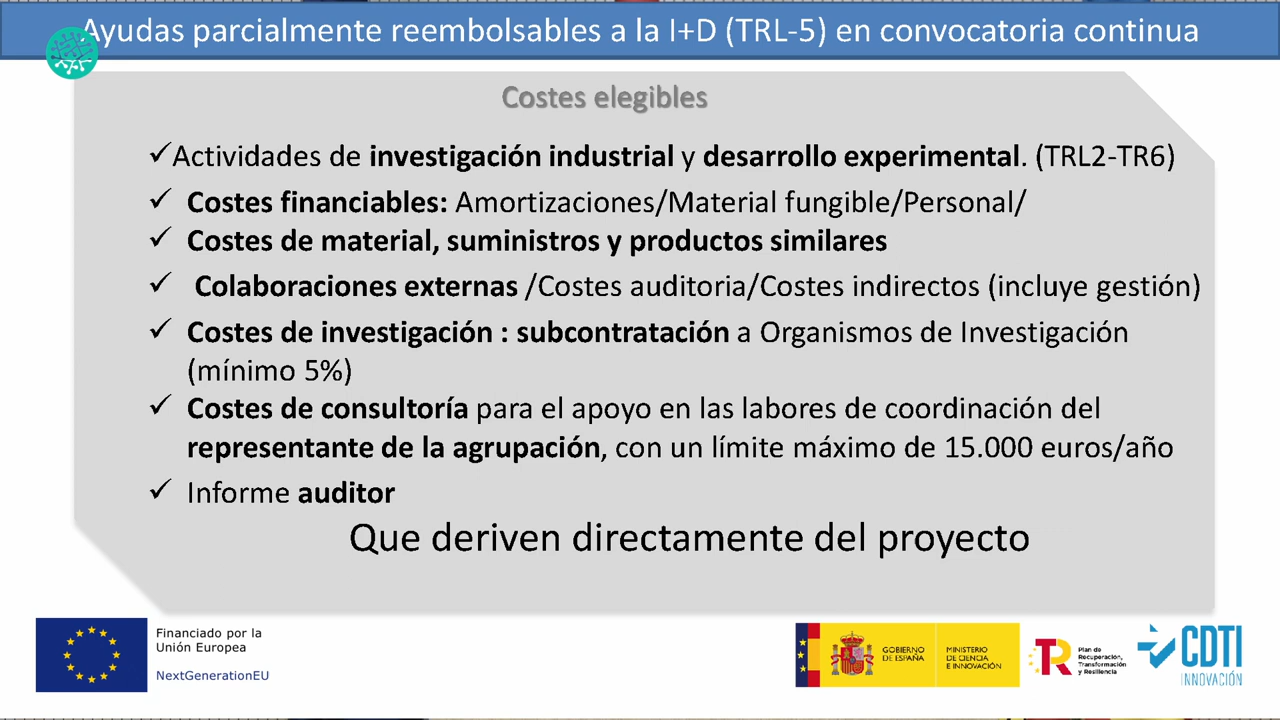 Ayudas parcialmente reembolsables a la I+D (TRL-5) en convocatoria continua
Costes elegibles
✓Actividades de investigación industrial y desarrollo experimental. (TRL2-TR6)
✓ Costes financiables: Amortizaciones/Material fungible/Personal/
✓ Costes de material, suministros y productos similares
✓ Colaboraciones externas /Costes auditoria/Costes indirectos (incluye gestión)
✓ Costes de investigación : subcontratación a Organismos de Investigación
(mínimo 5%)
✓ Costes de consultoría para el apoyo en las labores de coordinación del
representante de la agrupación, con un límite máximo de 15.000 euros/año
✓ Informe auditor
Que deriven directamente del proyecto
Financiado por la
Unión Europea
NextGenerationEU
GOBIERNO
DE ESPAÑA
MINISTERIO
DE CIENCIA
E INNOVACIÓN
TR
Plan de
Recuperación,
Transformación
y Resiliencia
CDTI
INNOVACIÓN